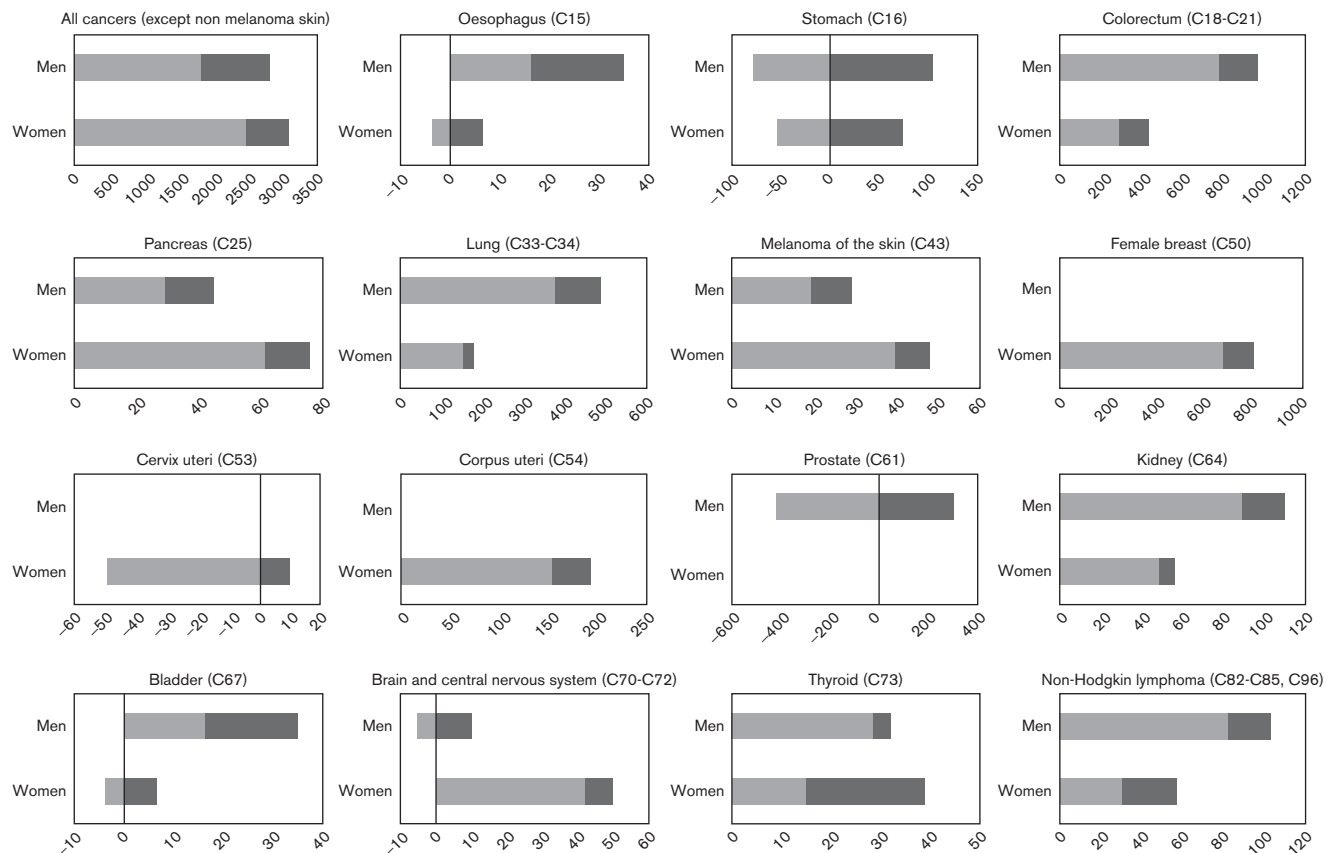 All cancers (except non melanoma skin)
Men
Women
0 500 1000 1500 2000 2500 3000 3500
Oesophagus (C15)
Men
Women
−10 0 10 20 30 40
Stomach (C16)
Men
Women
−100 −50 0 50 100 150
Colorectum (C18-C21)
Men
Women
0 200 400 600 800 1000 1200
Pancreas (C25)
Men
Women
0 20 40 60 80
Lung (C33-C34)
Men
Women
0 100 200 300 400 500 600
Melanoma of the skin (C43)
Men
Women
0 10 20 30 40 50 60
Female breast (C50)
Men
Women
0 200 400 600 800 1000
Cervix uteri (C53)
Men
Women
−60 −50 −40 −30 −20 −10 0 10 20
Corpus uteri (C54)
Men
Women
0 50 100 150 200 250
Prostate (C61)
Men
Women
−600 −400 −200 0 200 400
Kidney (C64)
Men
Women
0 20 40 60 80 100 120
Bladder (C67)
Men
Women
−10 0 10 20 30 40
Brain and central nervous system (C70-C72)
Men
Women
−10 0 10 20 30 40 50 60
Thyroid (C73)
Men
Women
0 10 20 30 40 50
Non-Hodgkin lymphoma (C82-C85, C96)
Men
Women
0 20 40 60 80 100 120